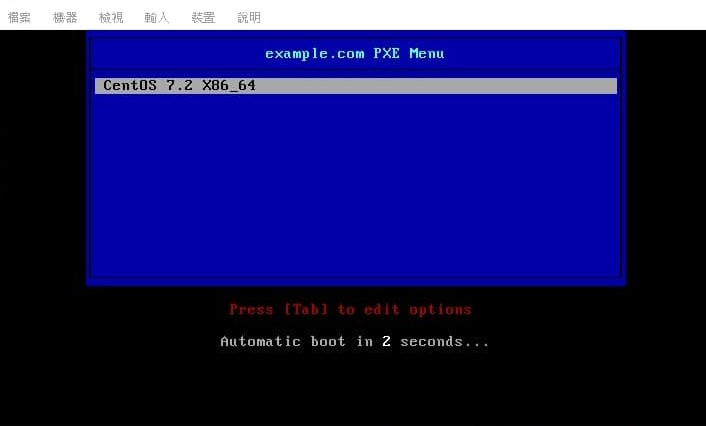 檔案 機器 檢視 輸入 裝置 說明
example.com PXE Menu
CentOS 7.2 X86_64
Press [Tab] to edit options
Automatic boot in 2 seconds...